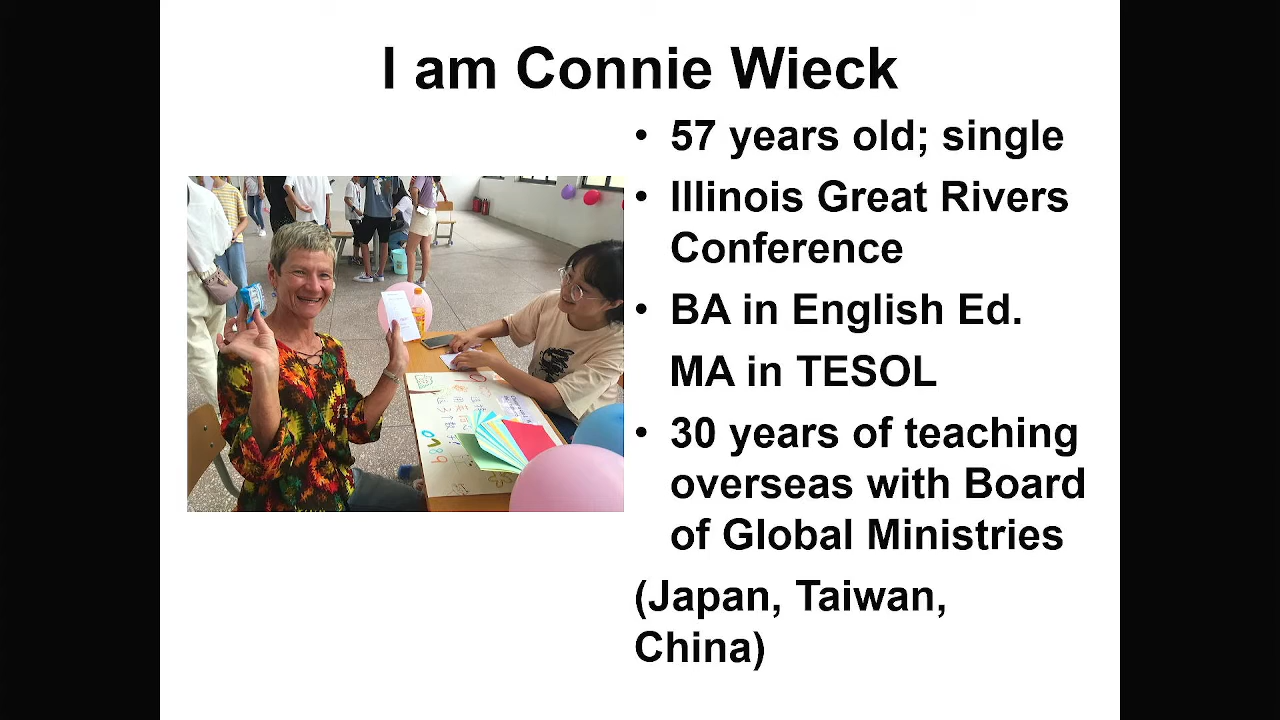 I am Connie Wieck
• 57 years old; single
• Illinois Great Rivers
Conference
• BA in English Ed.
MA in TESOL
• 30 years of teaching
overseas with Board
of Global Ministries
(Japan, Taiwan,
China)